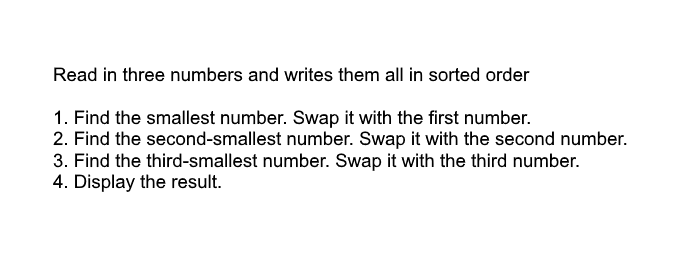 Read in three numbers and writes them all in sorted order
1. Find the smallest number. Swap it with the first number.
2. Find the second-smallest number. Swap it with the second number.
3. Find the third-smallest number. Swap it with the third number.
4. Display the result.